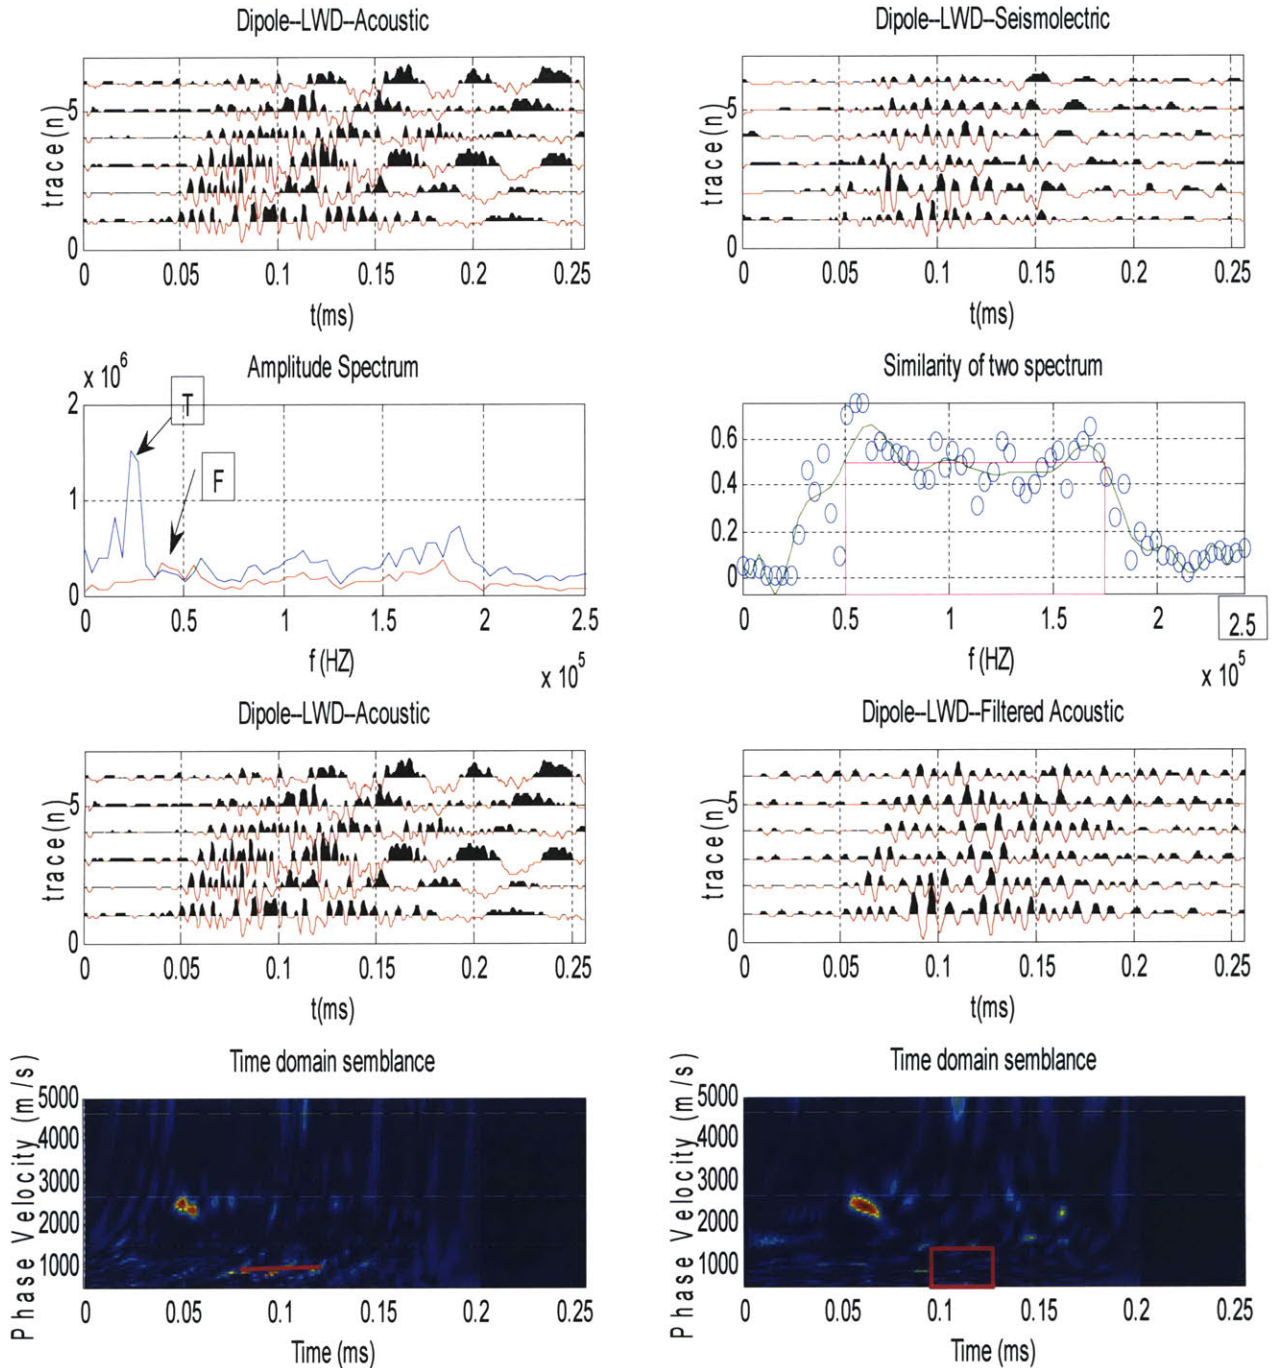 Dipole--LWD--Acoustic
Dipole--LWD--Seismolectric
trace(n)
5
0
0 0.05 0.1 0.15 0.2 0.25
t(ms)
trace(n)
5
0
0 0.05 0.1 0.15 0.2 0.25
t(ms)
Amplitude Spectrum
x 10^6
2
1
0
T
F
0 0.5 1 1.5 2 2.5
f (HZ)
x 10^5
Similarity of two spectrum
0.6
0.4
0.2
0
0 0.5 1 1.5 2 2.5
f (HZ)
x 10^5
Dipole--LWD--Acoustic
Dipole--LWD--Filtered Acoustic
trace(n)
5
0
0 0.05 0.1 0.15 0.2 0.25
t(ms)
trace(n)
5
0
0 0.05 0.1 0.15 0.2 0.25
t(ms)
Time domain semblance
Phase Velocity (m/s)
5000
4000
3000
2000
1000
0 0.05 0.1 0.15 0.2 0.25
Time (ms)
Time domain semblance
Phase Velocity (m/s)
5000
4000
3000
2000
1000
0 0.05 0.1 0.15 0.2 0.25
Time (ms)